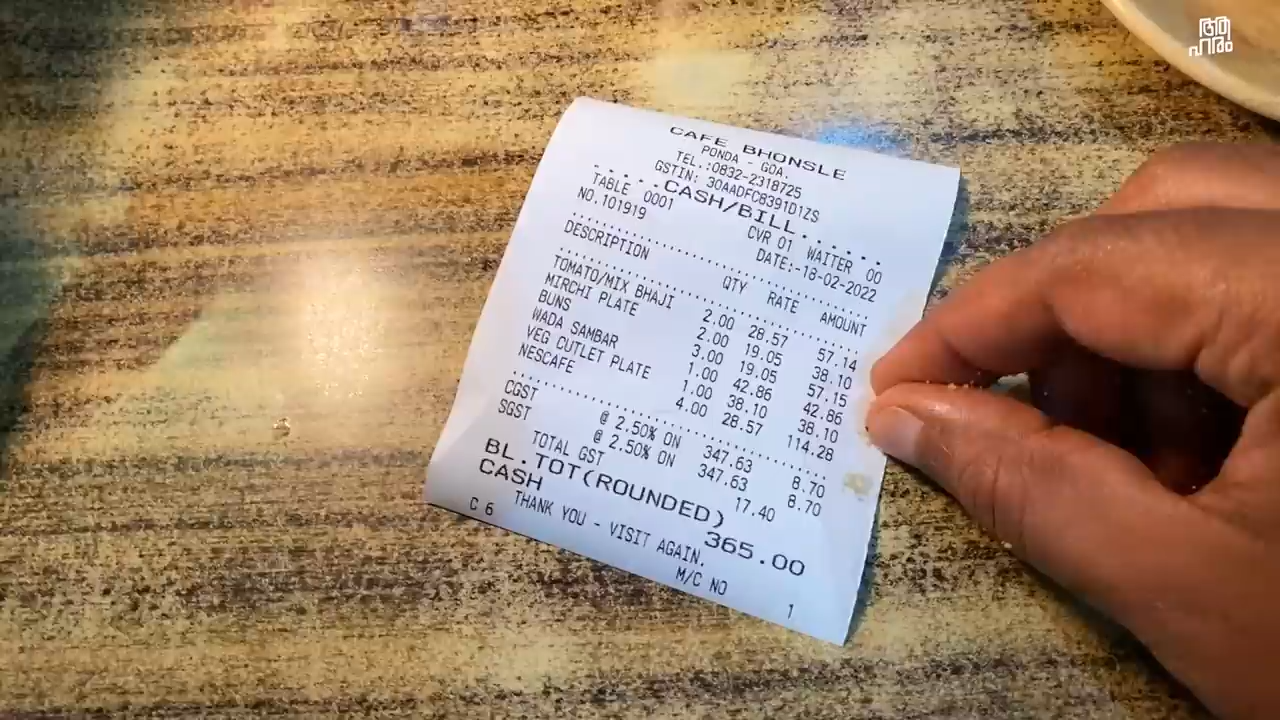 ആ
ഹാരം
CAFE BHONSLE
PONDA - GOA.
TEL.:0832-2318725
GSTIN: 30AADFC8391D1ZS
....CASH/BILL....
TABLE 0001 CVR 01 WAITER 00
NO.101919 DATE:-18-02-2022
DESCRIPTION QTY RATE AMOUNT
TOMATO/MIX BHAJI 2.00 28.57 57.14
MIRCHI PLATE 2.00 19.05 38.10
BUNS 3.00 19.05 57.15
WADA SAMBAR 1.00 42.86 42.86
VEG CUTLET PLATE 1.00 38.10 38.10
NESCAFE 4.00 28.57 114.28
CGST @ 2.50% ON 347.63 8.70
SGST @ 2.50% ON 347.63 8.70
TOTAL GST 17.40
BL.TOT(ROUNDED) 365.00
CASH
THANK YOU - VISIT AGAIN.
C 6 M/C NO 1